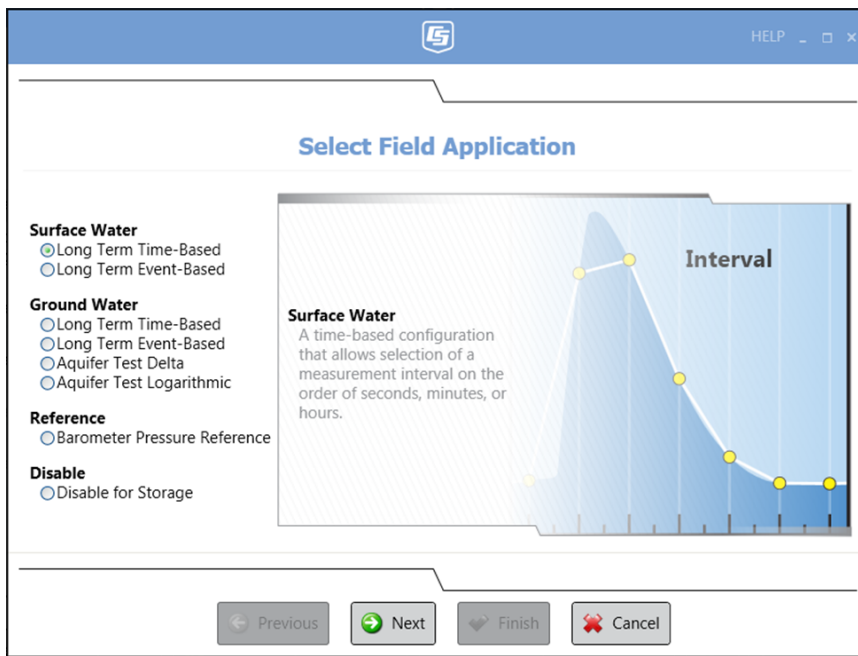 HELP
Select Field Application
Surface Water
Long Term Time-Based
Long Term Event-Based
Ground Water
Long Term Time-Based
Long Term Event-Based
Aquifer Test Delta
Aquifer Test Logarithmic
Reference
Barometer Pressure Reference
Disable
Disable for Storage
Interval
Surface Water
A time-based configuration
that allows selection of a
measurement interval on the
order of seconds, minutes, or
hours.
Previous
Next
Finish
Cancel